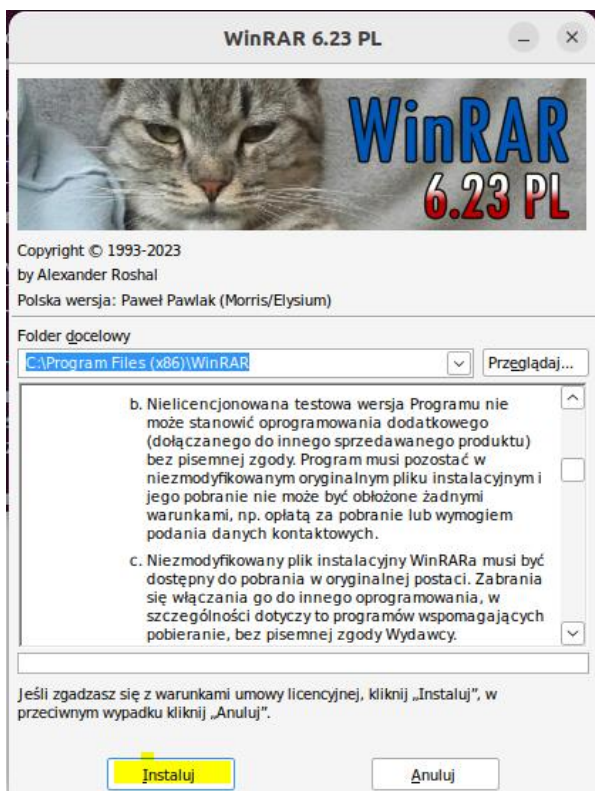 WinRAR 6.23 PL
WinRAR
6.23 PL
Copyright © 1993-2023
by Alexander Roshal
Polska wersja: Paweł Pawlak (Morris/Elysium)
Folder docelowy
C:\Program Files (x86)\WinRAR
Przeglądaj...
b. Nielicencjonowana testowa wersja Programu nie
może stanowić oprogramowania dodatkowego
(dołączanego do innego sprzedawanego produktu)
bez pisemnej zgody. Program musi pozostać w
niezmodyfikowanym oryginalnym pliku instalacyjnym i
jego pobranie nie może być obłożone żadnymi
warunkami, np. opłatą za pobranie lub wymogiem
podania danych kontaktowych.
c. Niezmodyfikowany plik instalacyjny WinRARa musi być
dostępny do pobrania w oryginalnej postaci. Zabrania
się włączania go do innego oprogramowania, w
szczególności dotyczy to programów wspomagających
pobieranie, bez pisemnej zgody Wydawcy.
Jeśli zgadzasz się z warunkami umowy licencyjnej, kliknij „Instaluj”, w
przeciwnym wypadku kliknij „Anuluj”.
Instaluj
Anuluj